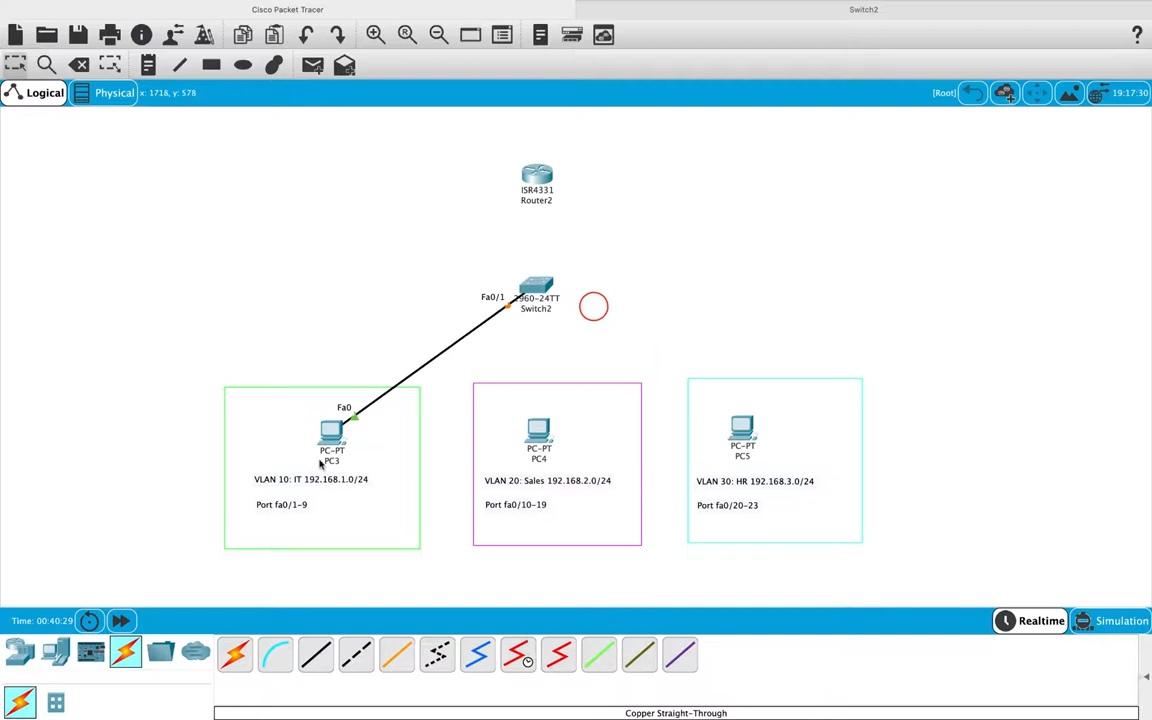 Cisco Packet Tracer
Switch2
?
Logical
Physical
x: 1718, y: 578
[Root]
19:17:30
ISR4331
Router2
Fa0/1
2960-24TT
Switch2
Fa0
PC-PT
PC3
PC-PT
PC4
PC-PT
PC5
VLAN 10: IT 192.168.1.0/24
VLAN 20: Sales 192.168.2.0/24
VLAN 30: HR 192.168.3.0/24
Port fa0/1-9
Port fa0/10-19
Port fa0/20-23
Time: 00:40:29
Realtime
Simulation
Copper Straight-Through